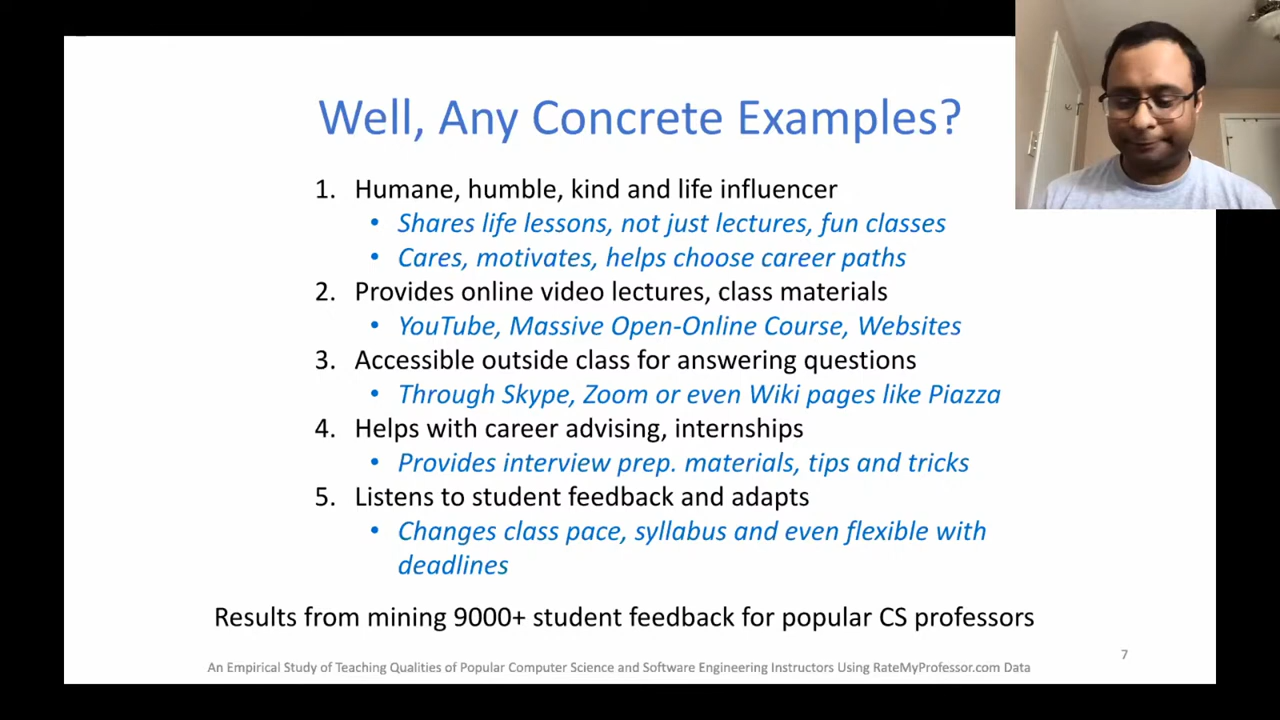 Well, Any Concrete Examples?
1. Humane, humble, kind and life influencer
• Shares life lessons, not just lectures, fun classes
• Cares, motivates, helps choose career paths
2. Provides online video lectures, class materials
• YouTube, Massive Open-Online Course, Websites
3. Accessible outside class for answering questions
• Through Skype, Zoom or even Wiki pages like Piazza
4. Helps with career advising, internships
• Provides interview prep. materials, tips and tricks
5. Listens to student feedback and adapts
• Changes class pace, syllabus and even flexible with
deadlines
Results from mining 9000+ student feedback for popular CS professors
7
An Empirical Study of Teaching Qualities of Popular Computer Science and Software Engineering Instructors Using RateMyProfessor.com Data